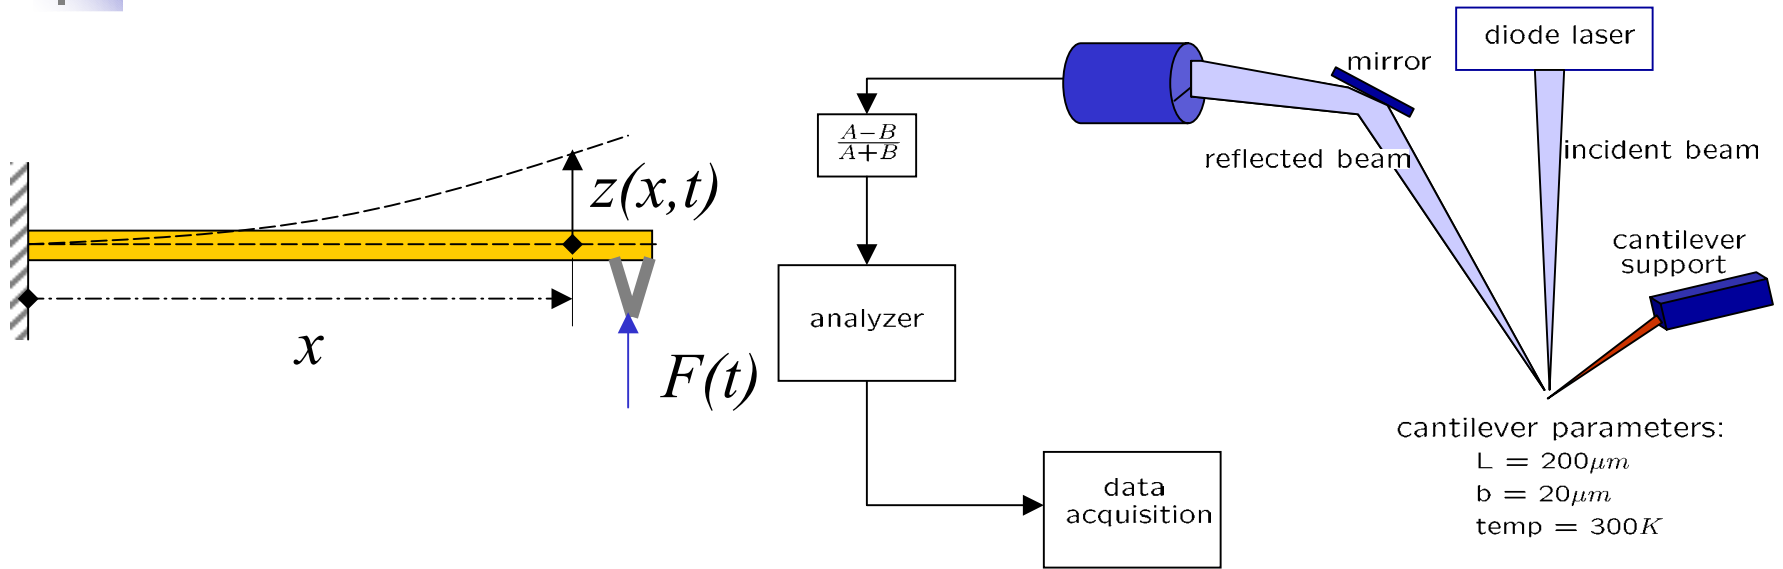 z(x,t)
x
F(t)
A−B
A+B
analyzer
data
acquisition
mirror
diode laser
reflected beam
incident beam
cantilever
support
cantilever parameters:
L = 200μm
b = 20μm
temp = 300K